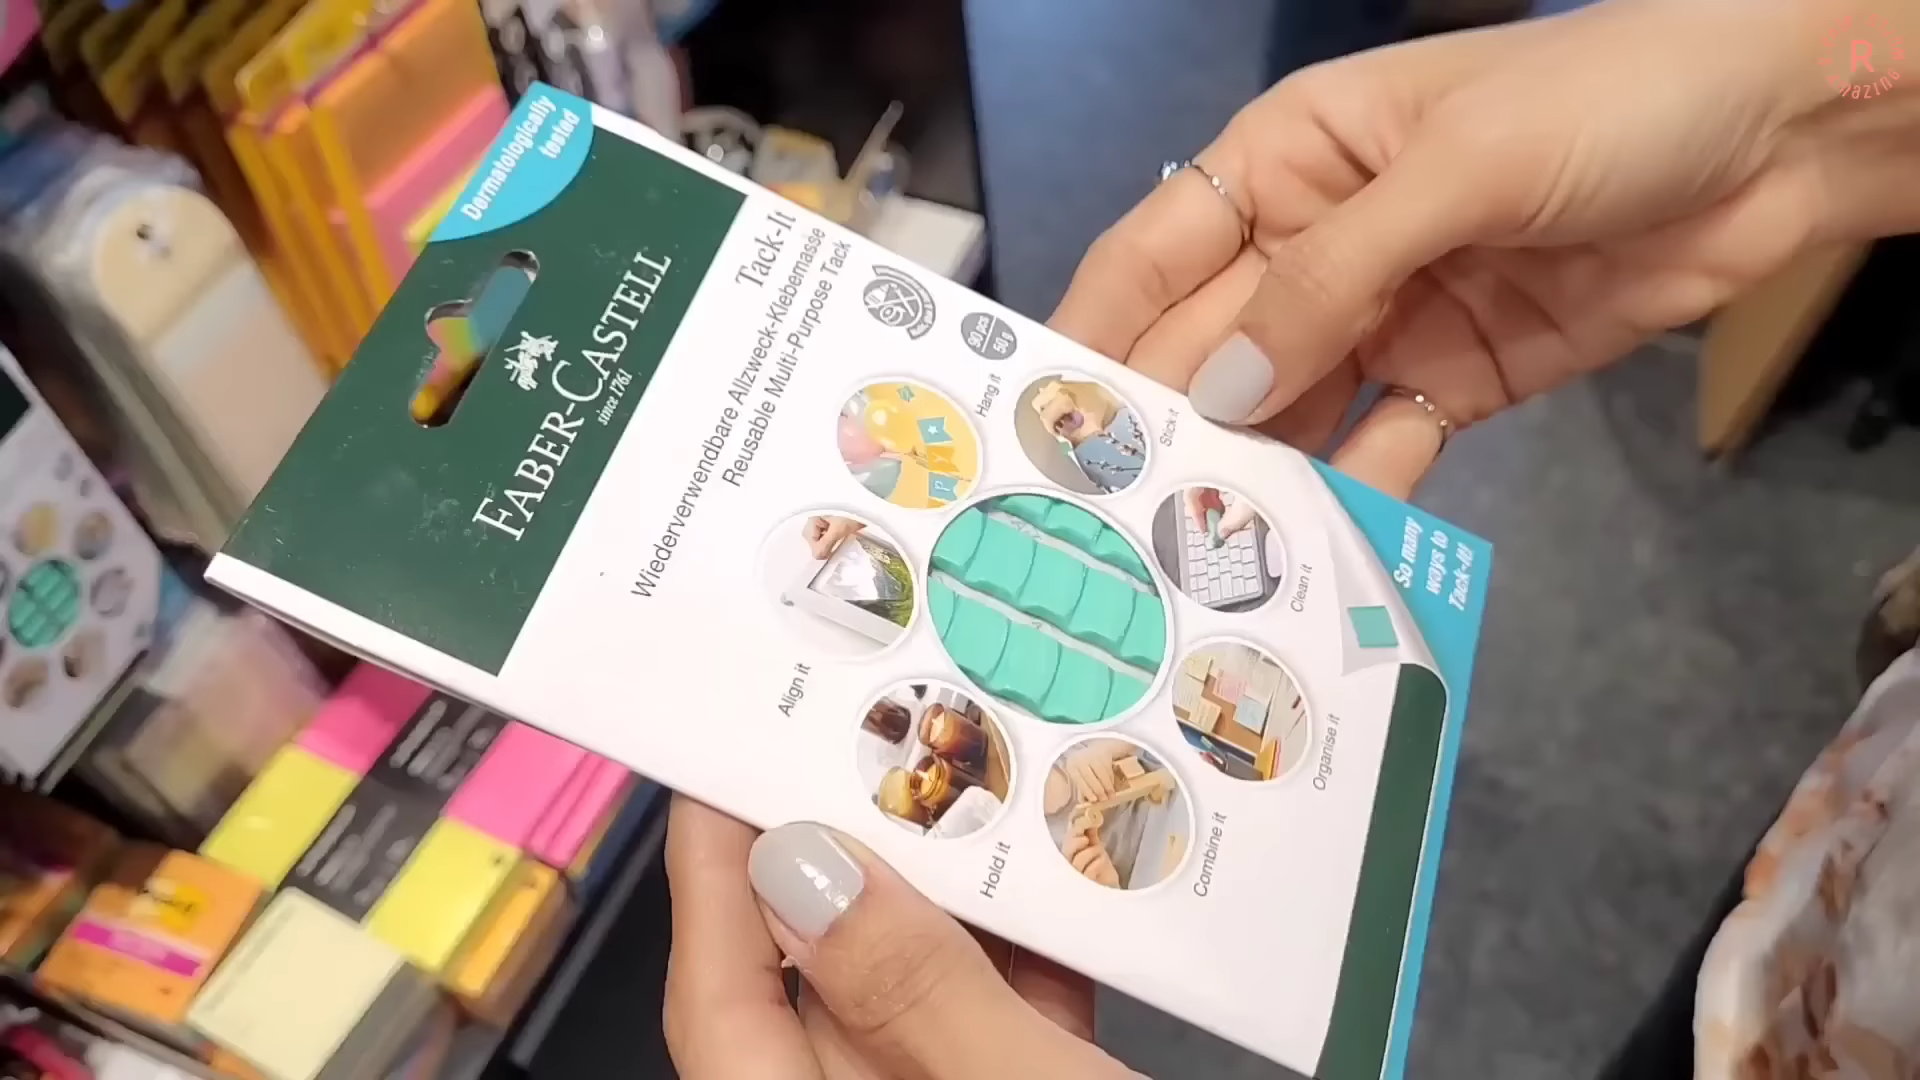 Dermatologically
tested
FABER-CASTELL
since 1761
Tack-It
Wiederverwendbare Allzweck-Klebemasse
Reusable Multi-Purpose Tack
90 pcs
50 g
Hang it
Stick it
Align it
Clean it
Hold it
Combine it
Organise it
So many
ways to
Tack-it!
R